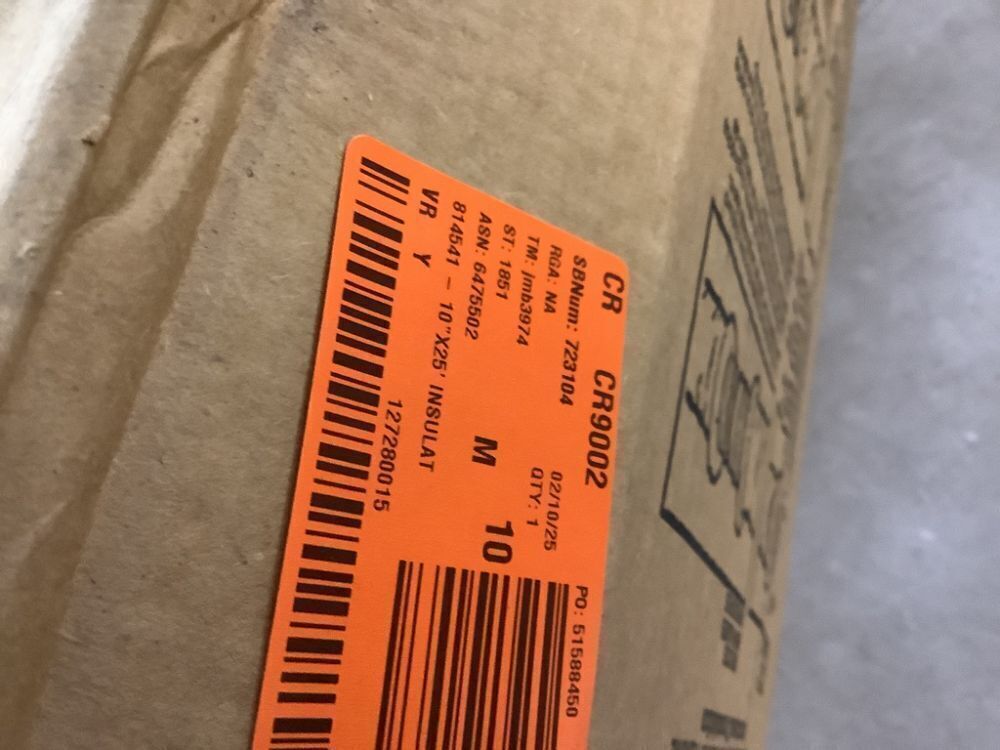 CR CR9002
SBNum: 723104 02/10/25 PO: 51588450
RGA: NA QTY: 1
TM: jmb3974
ST: 1851 M 10
ASN: 6475502
814541 - 10"X25' INSULAT
VR Y
127280015